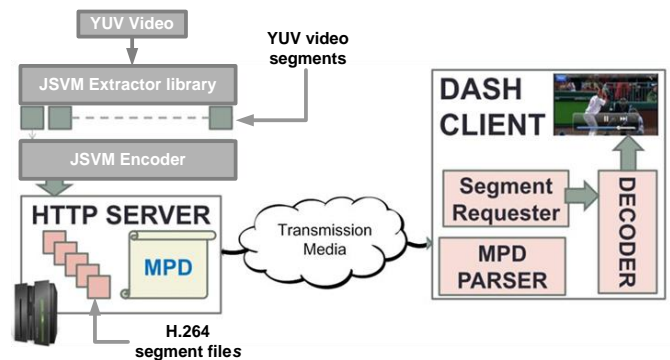 YUV Video
YUV video
segments
JSVM Extractor library
JSVM Encoder
HTTP SERVER
MPD
H.264
segment files
Transmission
Media
DASH
CLIENT
Segment
Requester
MPD
PARSER
DECODER